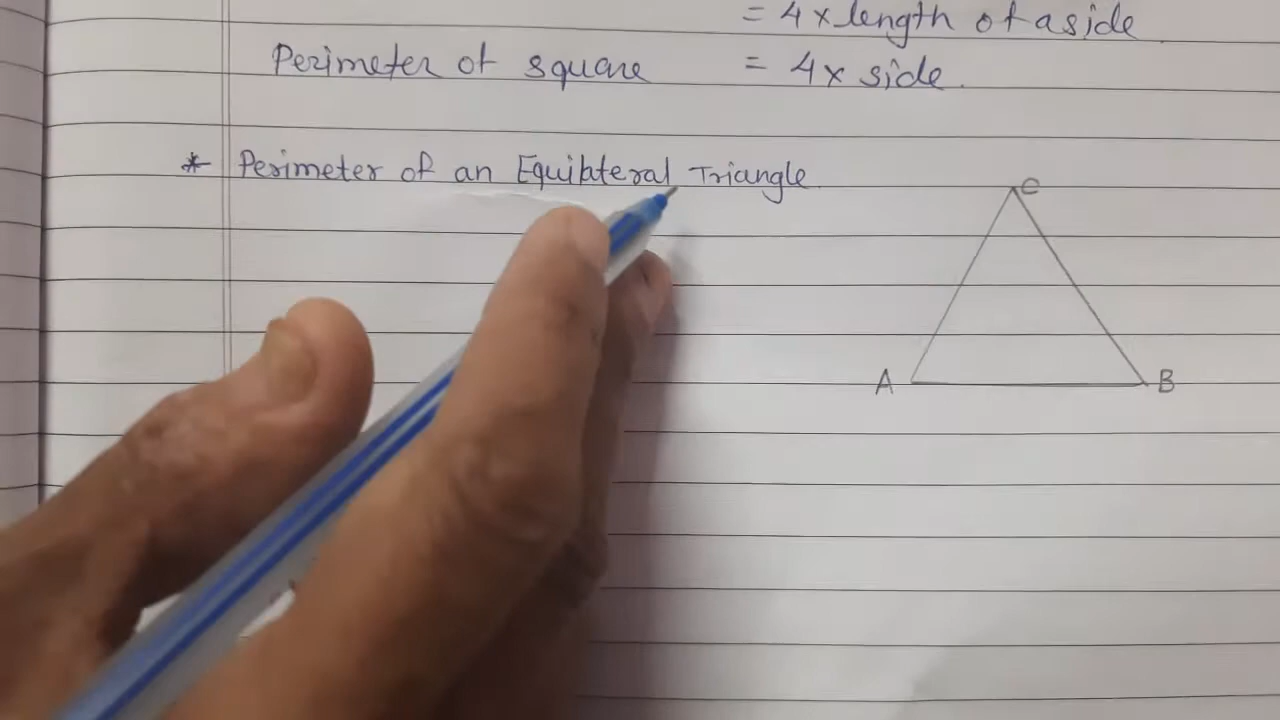 = 4 x length of a side
Perimeter of square = 4 x side.
* Perimeter of an Equilateral Triangle
C
A B